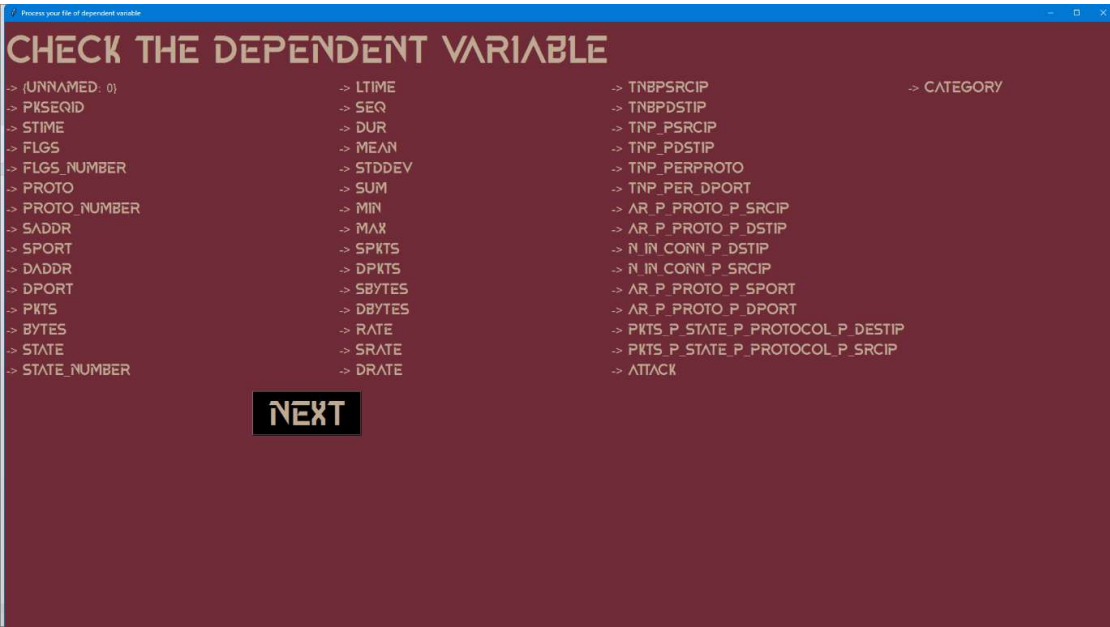 Process your file of dependent variable
CHECK THE DEPENDENT VARIABLE
-> {UNNAMED: 0}
-> PKSEQID
-> STIME
-> FLGS
-> FLGS_NUMBER
-> PROTO
-> PROTO_NUMBER
-> SADDR
-> SPORT
-> DADDR
-> DPORT
-> PKTS
-> BYTES
-> STATE
-> STATE_NUMBER
-> LTIME
-> SEQ
-> DUR
-> MEAN
-> STDDEV
-> SUM
-> MIN
-> MAX
-> SPKTS
-> DPKTS
-> SBYTES
-> DBYTES
-> RATE
-> SRATE
-> DRATE
-> TNBPSRCIP
-> TNBPDSTIP
-> TNP_PSRCIP
-> TNP_PDSTIP
-> TNP_PERPROTO
-> TNP_PER_DPORT
-> AR_P_PROTO_P_SRCIP
-> AR_P_PROTO_P_DSTIP
-> N_IN_CONN_P_DSTIP
-> N_IN_CONN_P_SRCIP
-> AR_P_PROTO_P_SPORT
-> AR_P_PROTO_P_DPORT
-> PKTS_P_STATE_P_PROTOCOL_P_DESTIP
-> PKTS_P_STATE_P_PROTOCOL_P_SRCIP
-> ATTACK
-> CATEGORY
NEXT